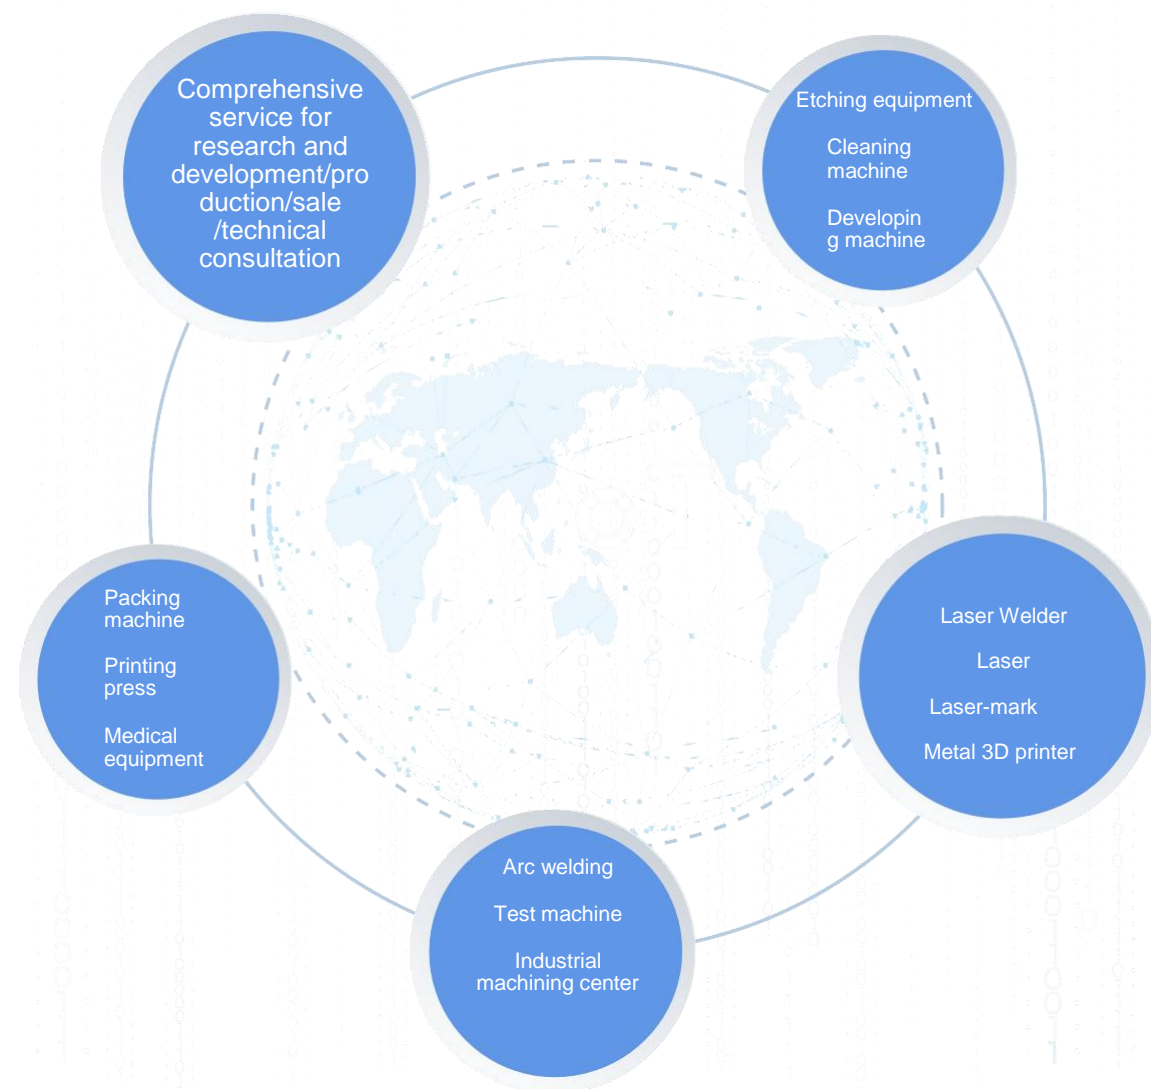 Comprehensive
service for
research and
development/pro
duction/sale
/technical
consultation
Etching equipment
Cleaning
machine
Developin
g machine
Laser Welder
Laser
Laser-mark
Metal 3D printer
Arc welding
Test machine
Industrial
machining center
Packing
machine
Printing
press
Medical
equipment